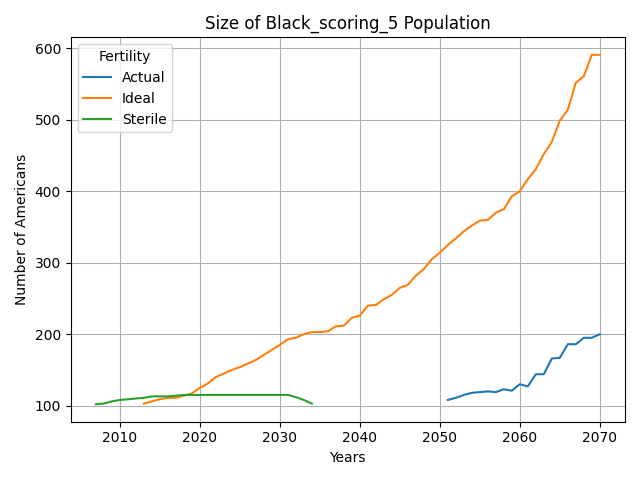 Size of Black_scoring_5 Population
Fertility
Actual
Ideal
Sterile
Number of Americans
600
500
400
300
200
100
2010
2020
2030
2040
2050
2060
2070
Years